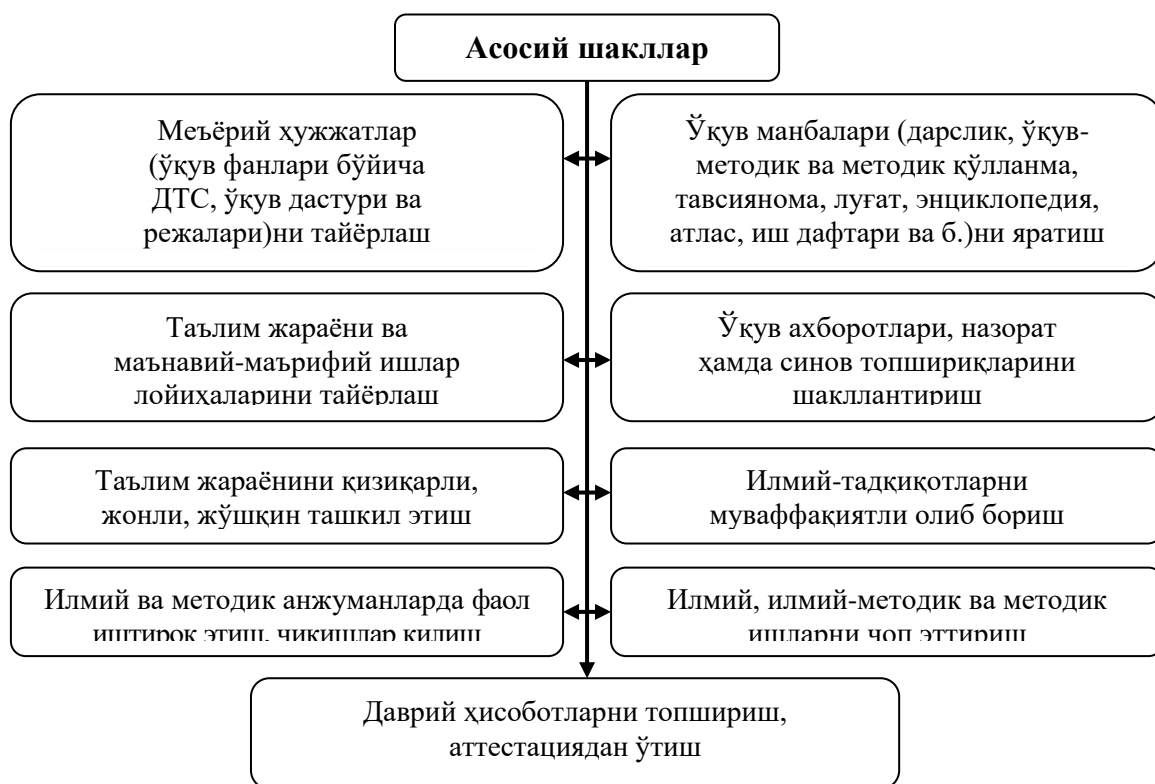 Асосий шакллар
Меъёрий ҳужжатлар
(ўқув фанлари бўйича
ДТС, ўқув дастури ва
режалари)ни тайёрлаш
Ўқув манбалари (дарслик, ўқув-
методик ва методик қўлланма,
тавсиянома, луғат, энциклопедия,
атлас, иш дафтари ва б.)ни яратиш
Таълим жараёни ва
маънавий-маърифий ишлар
лойиҳаларини тайёрлаш
Ўқув ахборотлари, назорат
ҳамда синов топшириқларини
шакллантириш
Таълим жараёнини қизиқарли,
жонли, жўшқин ташкил этиш
Илмий-тадқиқотларни
муваффақиятли олиб бориш
Илмий ва методик анжуманларда фаол
иштирок этиш, чиқишлар қилиш
Илмий, илмий-методик ва методик
ишларни чоп эттириш
Даврий ҳисоботларни топшириш,
аттестациядан ўтиш